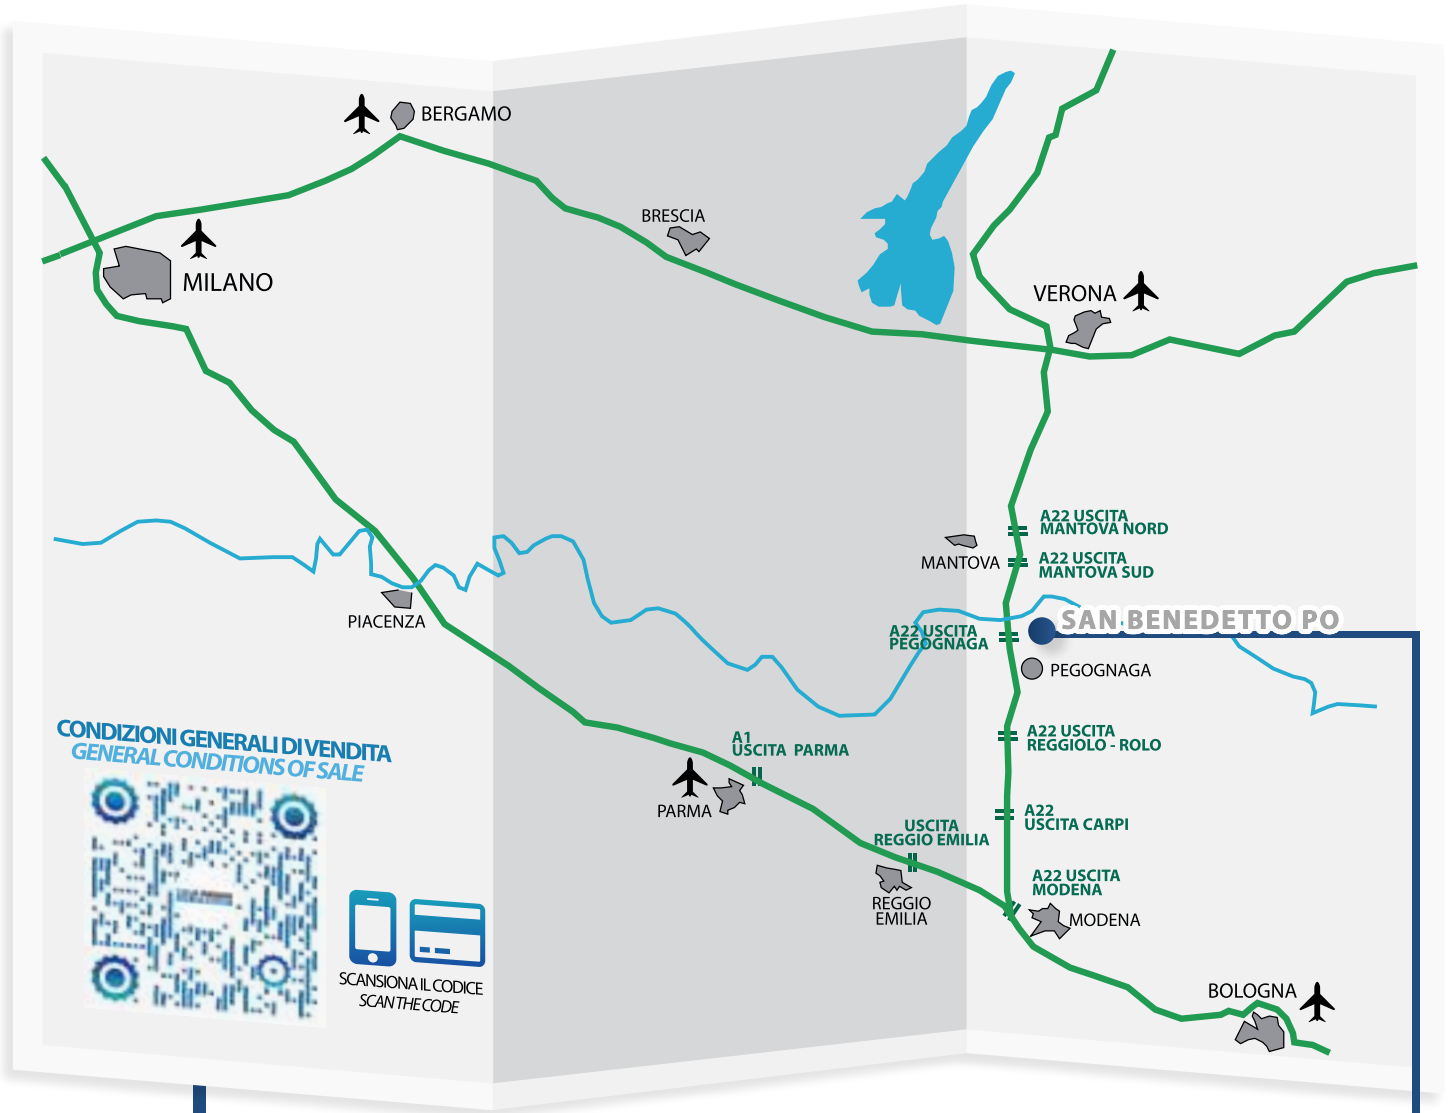 BERGAMO
BRESCIA
MILANO
VERONA
A22 USCITA
MANTOVA NORD
MANTOVA
A22 USCITA
MANTOVA SUD
PIACENZA
A22 USCITA
PEGOGNAGA
SAN BENEDETTO PO
PEGOGNAGA
CONDIZIONI GENERALI DI VENDITA
GENERAL CONDITIONS OF SALE
A1
USCITA PARMA
A22 USCITA
REGGIOLO - ROLO
PARMA
A22
USCITA CARPI
USCITA
REGGIO EMILIA
A22 USCITA
MODENA
REGGIO
EMILIA
MODENA
SCANSIONA IL CODICE
SCAN THE CODE
BOLOGNA